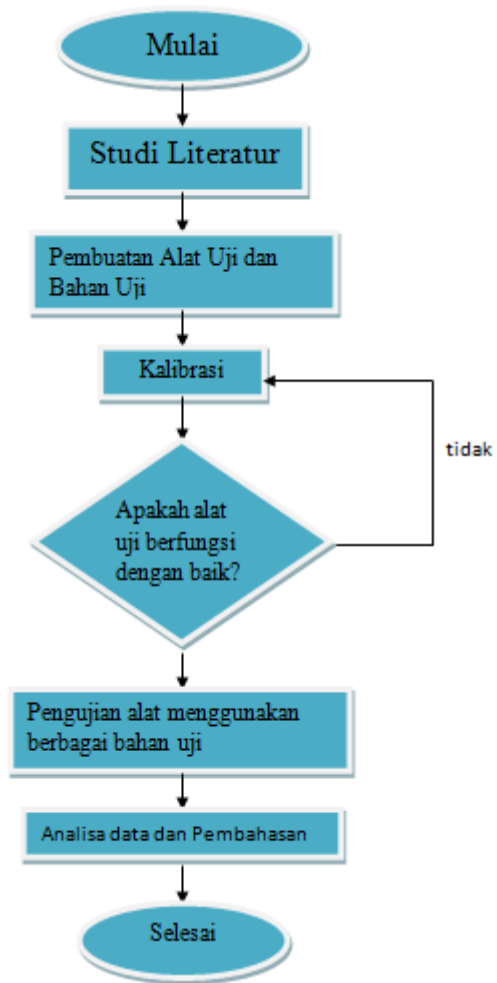 Mulai
Studi Literatur
Pembuatan Alat Uji dan
Bahan Uji
Kalibrasi
tidak
Apakah alat
uji berfungsi
dengan baik?
Pengujian alat menggunakan
berbagai bahan uji
Analisa data dan Pembahasan
Selesai